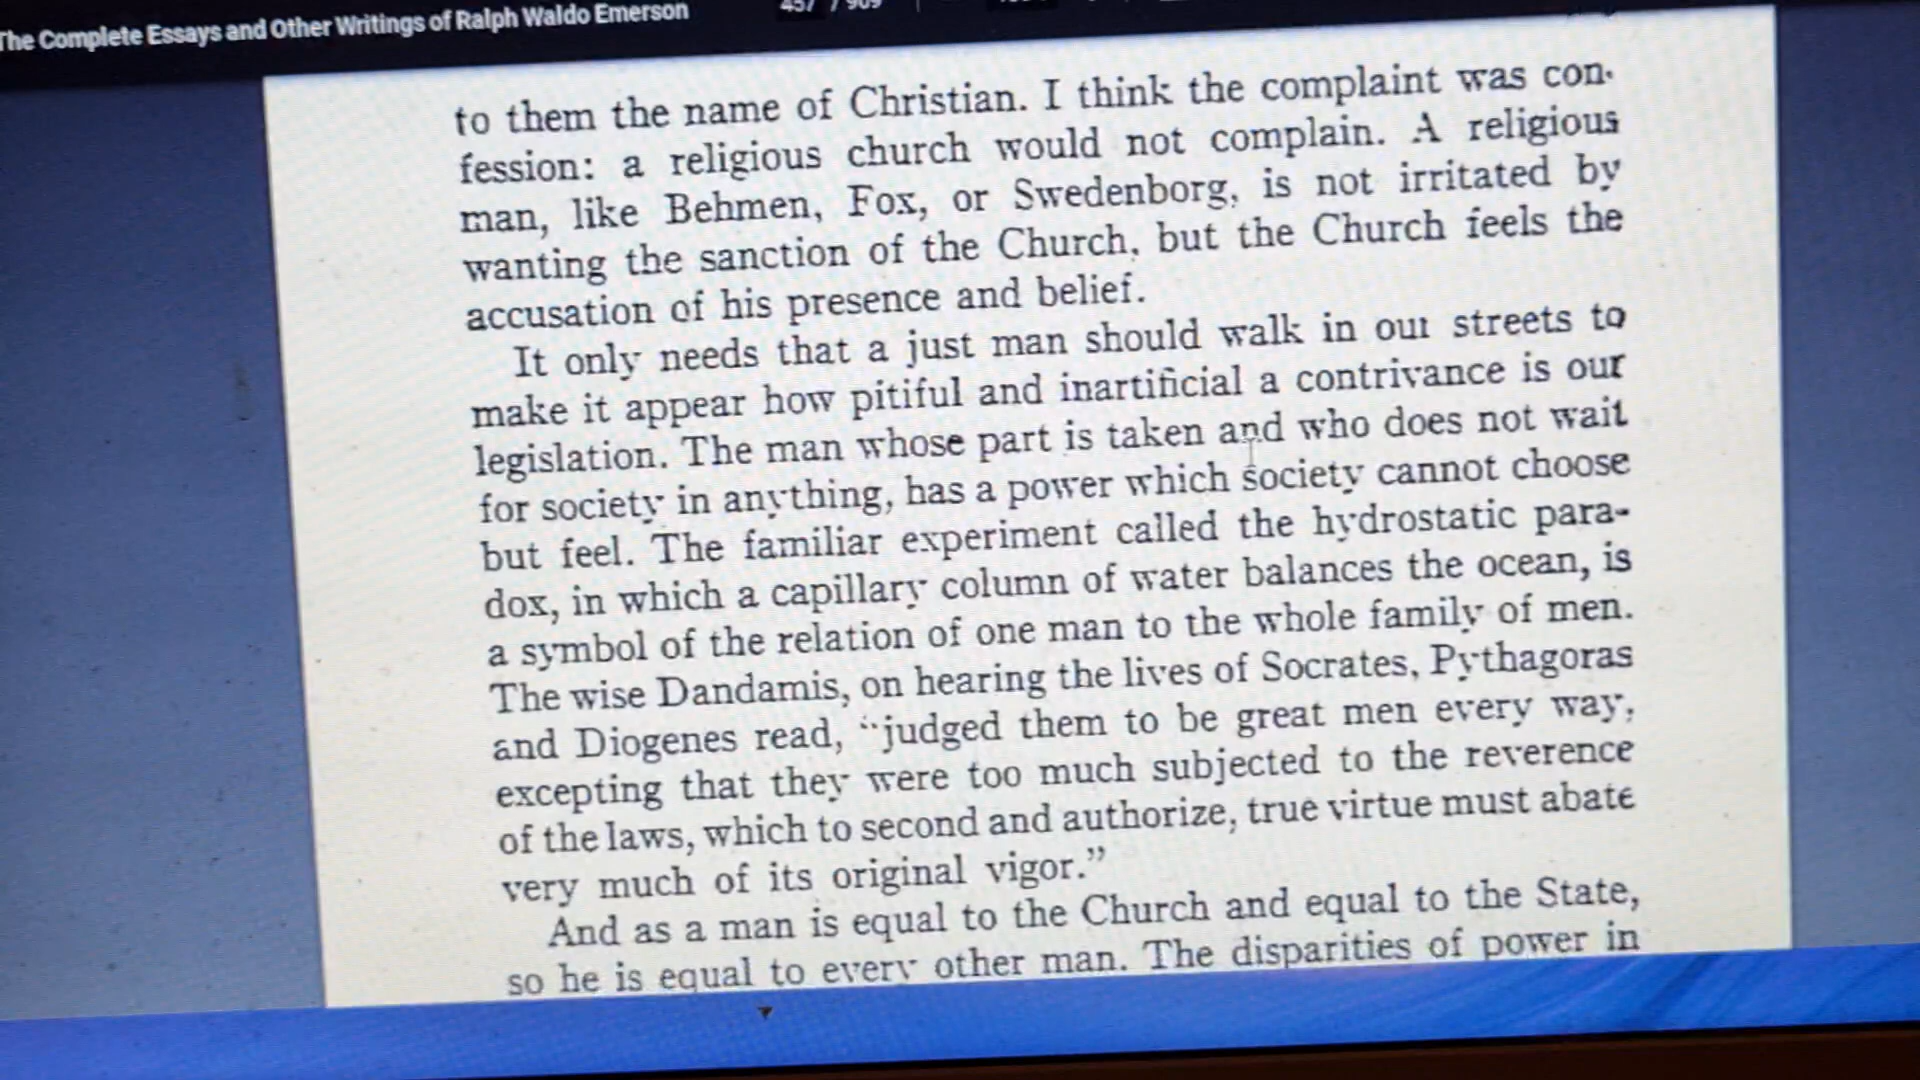 The Complete Essays and Other Writings of Ralph Waldo Emerson 457 / 909
to them the name of Christian. I think the complaint was con-
fession: a religious church would not complain. A religious
man, like Behmen, Fox, or Swedenborg, is not irritated by
wanting the sanction of the Church, but the Church feels the
accusation of his presence and belief.
It only needs that a just man should walk in our streets to
make it appear how pitiful and inartificial a contrivance is our
legislation. The man whose part is taken and who does not wait
for society in anything, has a power which society cannot choose
but feel. The familiar experiment called the hydrostatic para-
dox, in which a capillary column of water balances the ocean, is
a symbol of the relation of one man to the whole family of men.
The wise Dandamis, on hearing the lives of Socrates, Pythagoras
and Diogenes read, “judged them to be great men every way,
excepting that they were too much subjected to the reverence
of the laws, which to second and authorize, true virtue must abate
very much of its original vigor.”
And as a man is equal to the Church and equal to the State,
so he is equal to every other man. The disparities of power in